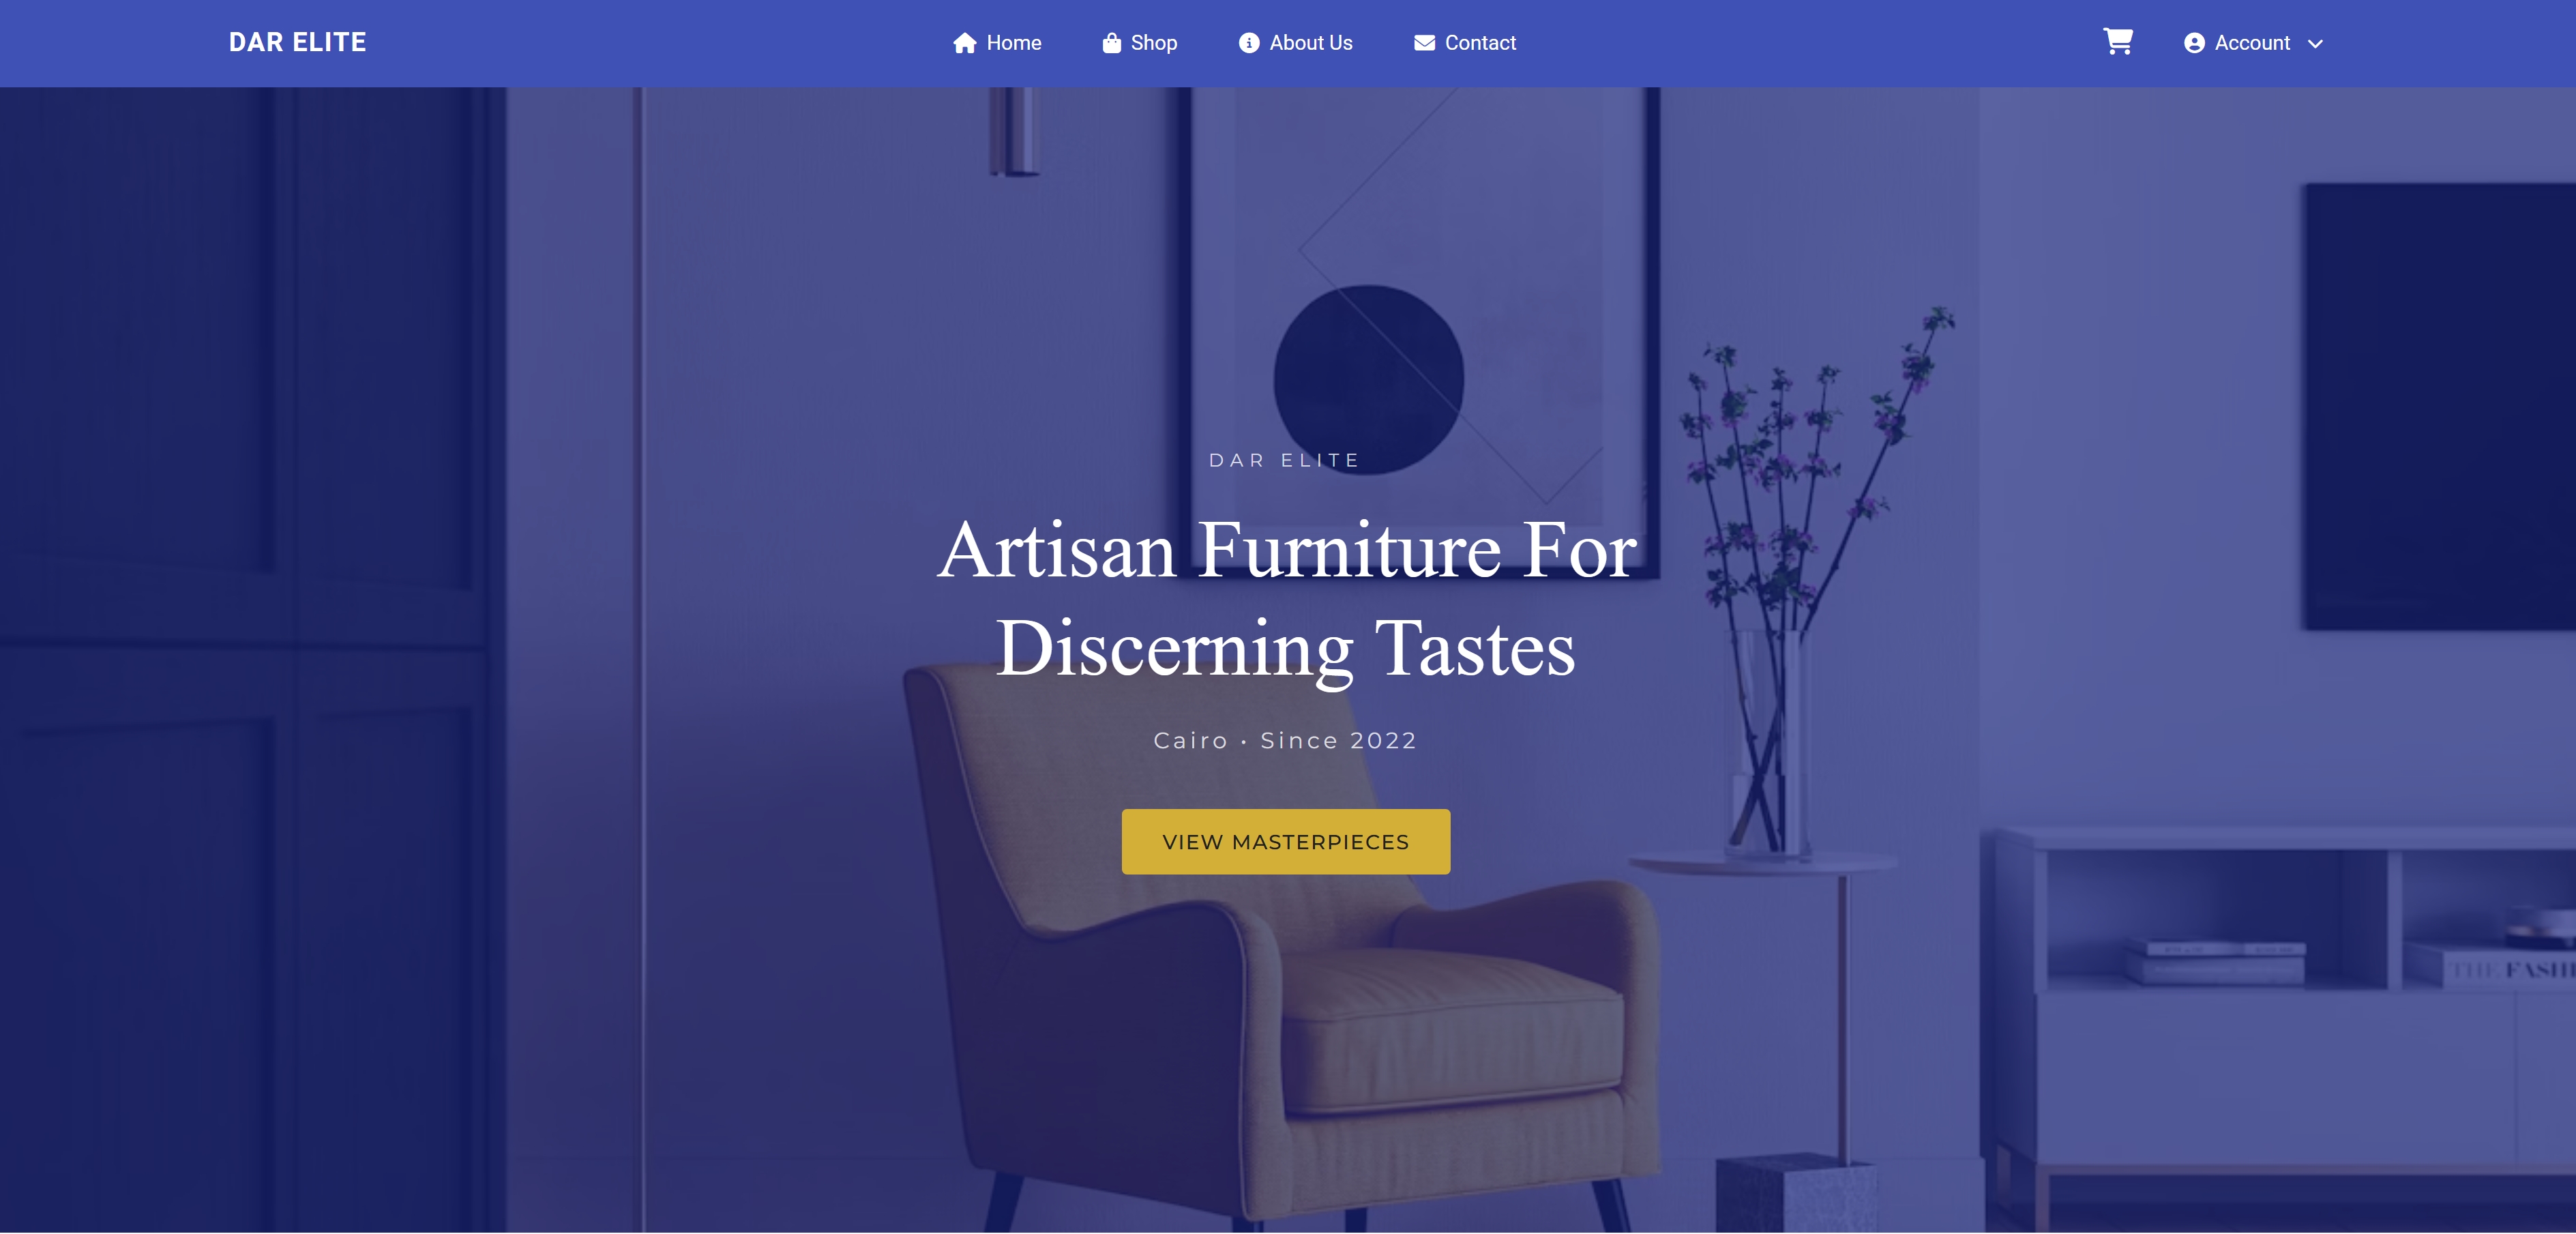 DAR ELITE
Home Shop About Us Contact
Account
DAR ELITE
Artisan Furniture For
Discerning Tastes
Cairo • Since 2022
VIEW MASTERPIECES
THE FASHI